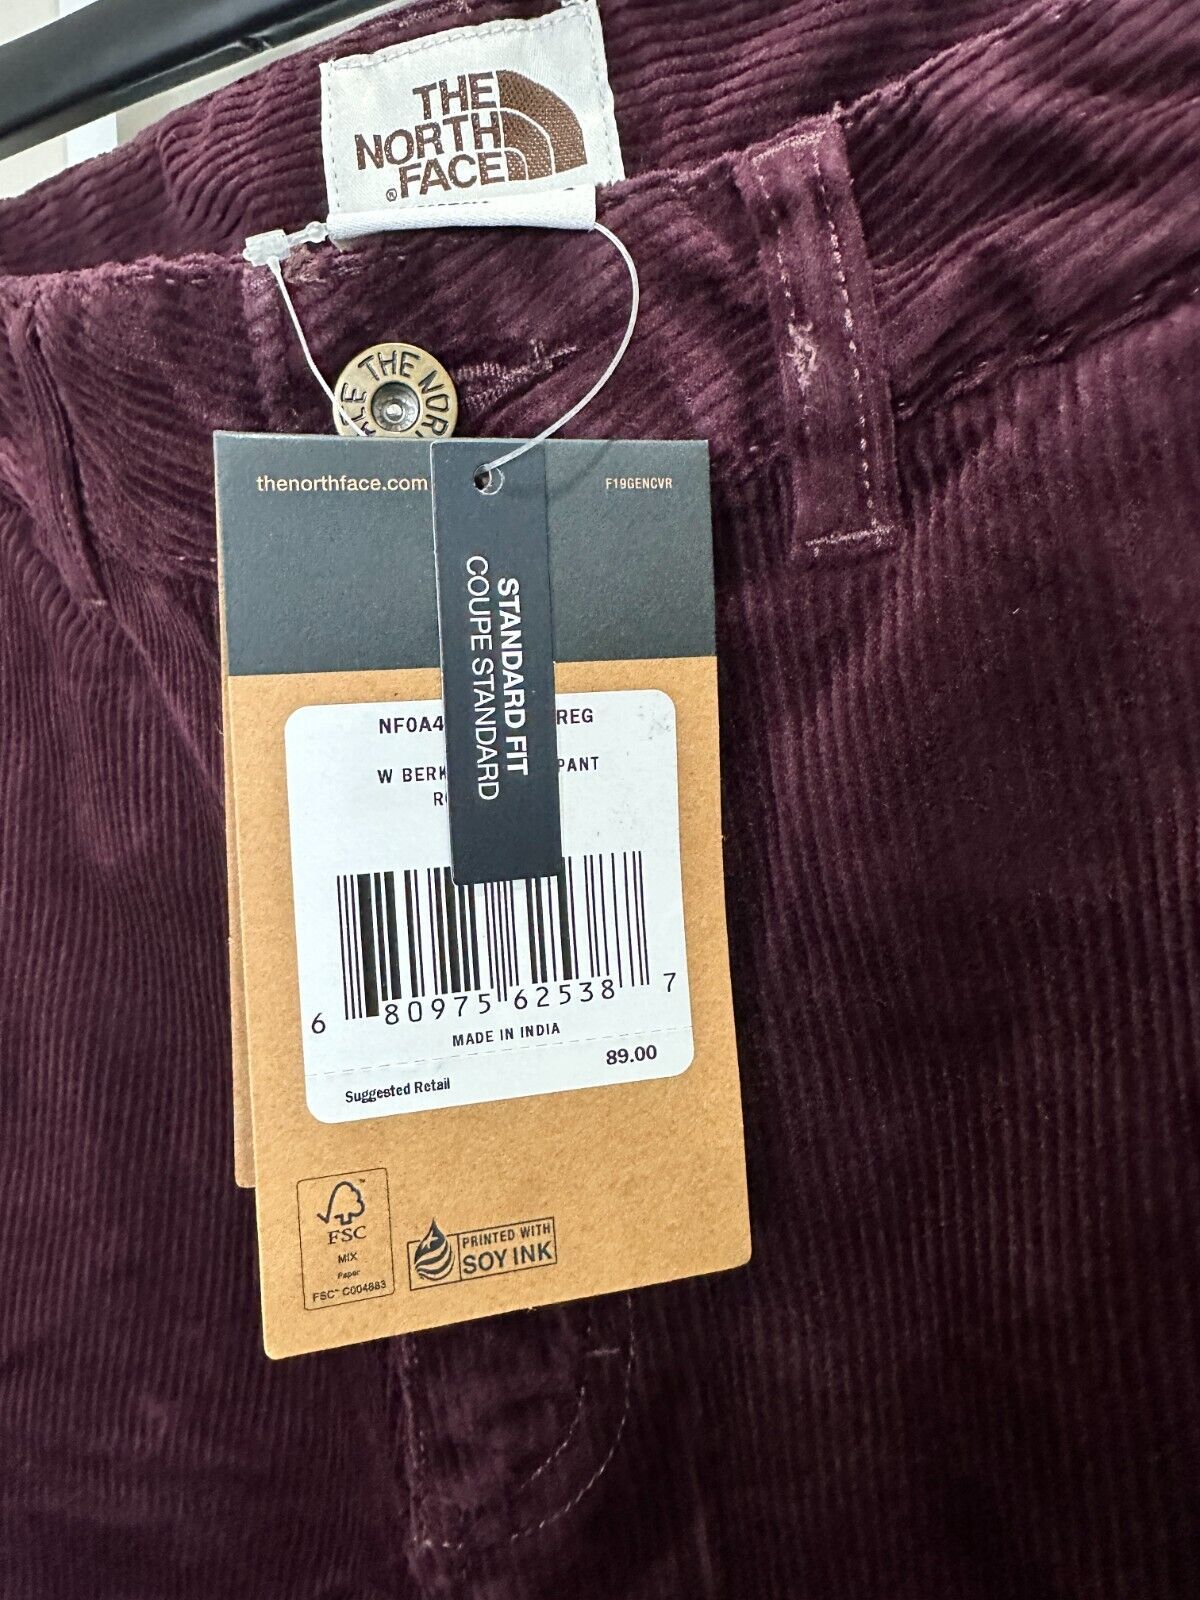 THE
NORTH
FACE
®
THE NOR
thenorthface.com
F19GENCVR
STANDARD FIT
COUPE STANDARD
NF0A4 REG
W BERK PANT
6 80975 62538 7
MADE IN INDIA
89.00
Suggested Retail
FSC
MIX
Paper
FSC™ C004883
PRINTED WITH
SOY INK